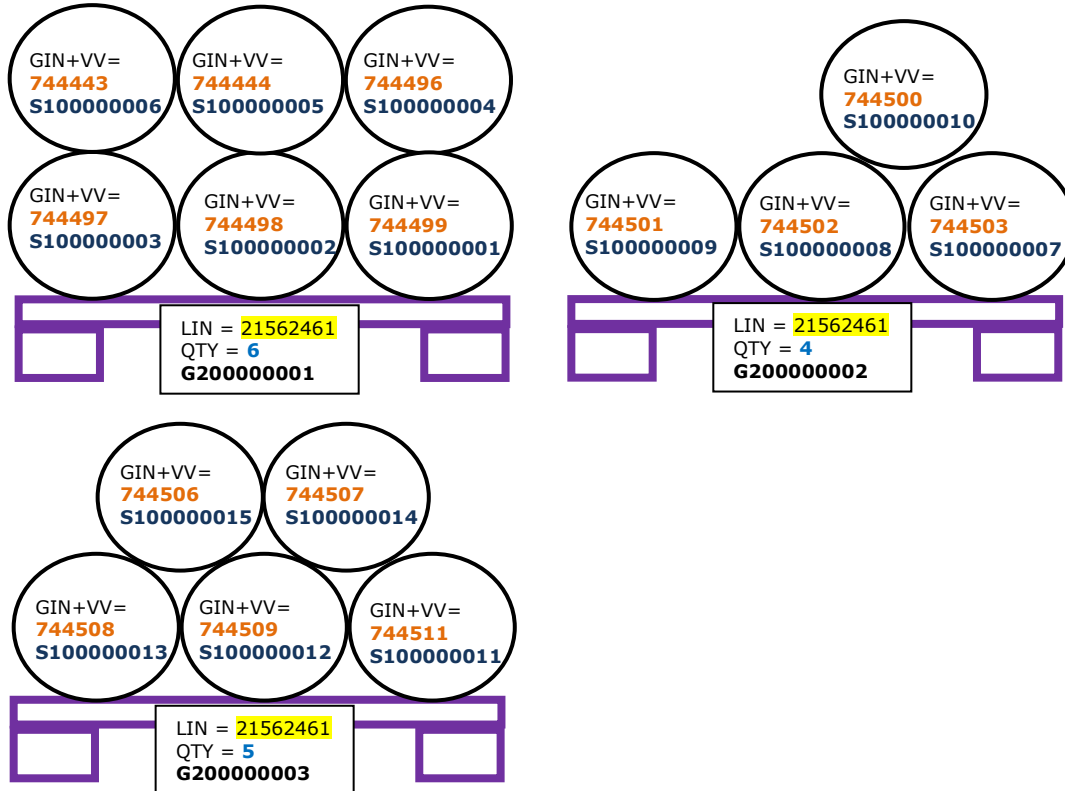 GIN+VV=
744443
S100000006
GIN+VV=
744444
S100000005
GIN+VV=
744496
S100000004
GIN+VV=
744497
S100000003
GIN+VV=
744498
S100000002
GIN+VV=
744499
S100000001
LIN = 21562461
QTY = 6
G200000001
GIN+VV=
744500
S100000010
GIN+VV=
744501
S100000009
GIN+VV=
744502
S100000008
GIN+VV=
744503
S100000007
LIN = 21562461
QTY = 4
G200000002
GIN+VV=
744506
S100000015
GIN+VV=
744507
S100000014
GIN+VV=
744508
S100000013
GIN+VV=
744509
S100000012
GIN+VV=
744511
S100000011
LIN = 21562461
QTY = 5
G200000003